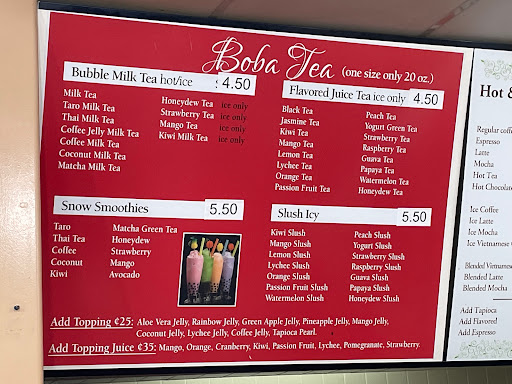 Boba Tea (one size only 20 oz.)
Bubble Milk Tea hot/ice $4.50
Milk Tea
Taro Milk Tea
Thai Milk Tea
Coffee Jelly Milk Tea
Coffee Milk Tea
Coconut Milk Tea
Matcha Milk Tea
Honeydew Tea ice only
Strawberry Tea ice only
Mango Tea ice only
Kiwi Milk Tea ice only
Flavored Juice Tea ice only 4.50
Black Tea
Jasmine Tea
Kiwi Tea
Mango Tea
Lemon Tea
Lychee Tea
Orange Tea
Passion Fruit Tea
Peach Tea
Yogurt Green Tea
Strawberry Tea
Raspberry Tea
Guava Tea
Papaya Tea
Watermelon Tea
Honeydew Tea
Snow Smoothies 5.50
Taro
Thai Tea
Coffee
Coconut
Kiwi
Matcha Green Tea
Honeydew
Strawberry
Mango
Avocado
Slush Icy 5.50
Kiwi Slush
Mango Slush
Lemon Slush
Lychee Slush
Orange Slush
Passion Fruit Slush
Watermelon Slush
Peach Slush
Yogurt Slush
Strawberry Slush
Raspberry Slush
Guava Slush
Papaya Slush
Honeydew Slush
Add Topping ¢25: Aloe Vera Jelly, Rainbow Jelly, Green Apple Jelly, Pineapple Jelly, Mango Jelly,
Coconut Jelly, Lychee Jelly, Coffee Jelly, Tapioca Pearl.
Add Topping Juice ¢35: Mango, Orange, Cranberry, Kiwi, Passion Fruit, Lychee, Pomegranate, Strawberry.
Hot &
Regular coff
Espresso
Latte
Mocha
Hot Tea
Hot Chocolat
Ice Coffee
Ice Latte
Ice Mocha
Ice Vietnamese
Blended Vietnames
Blended Latte
Blended Mocha
Add Tapioca
Add Flavored
Add Espresso